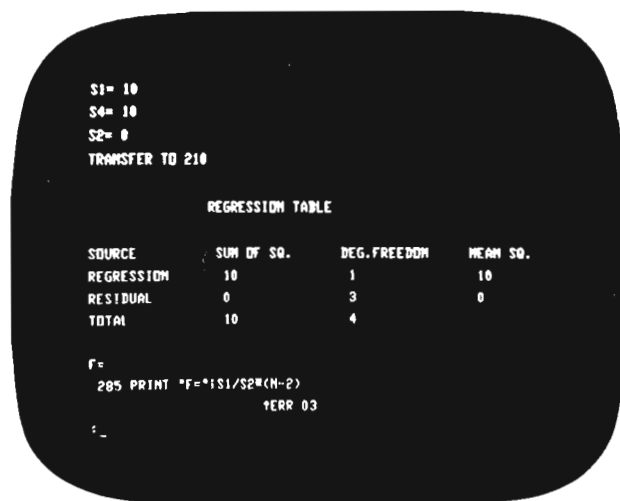 S1= 10
S4= 10
S2= 0
TRANSFER TO 210
REGRESSION TABLE
SOURCE SUM OF SQ. DEG.FREEDOM MEAN SQ.
REGRESSION 10 1 10
RESIDUAL 0 3 0
TOTAL 10 4
F=
285 PRINT "F=";S1/S2*(N-2)
↑ERR 03
:_